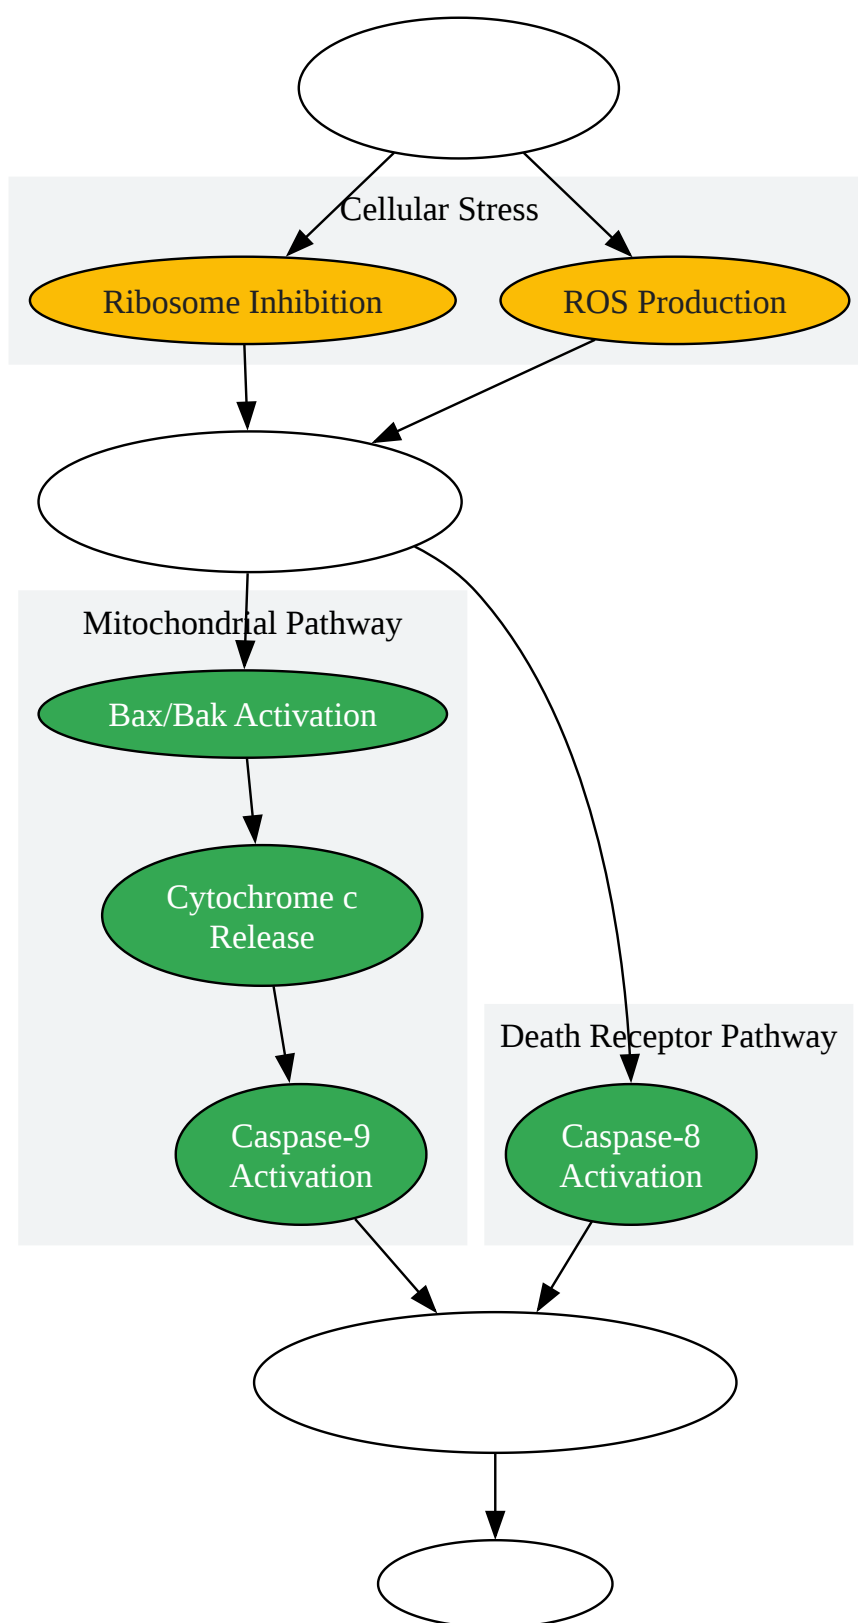 Cellular Stress
Ribosome Inhibition
ROS Production
Mitochondrial Pathway
Bax/Bak Activation
Cytochrome c
Release
Death Receptor Pathway
Caspase-9
Activation
Caspase-8
Activation